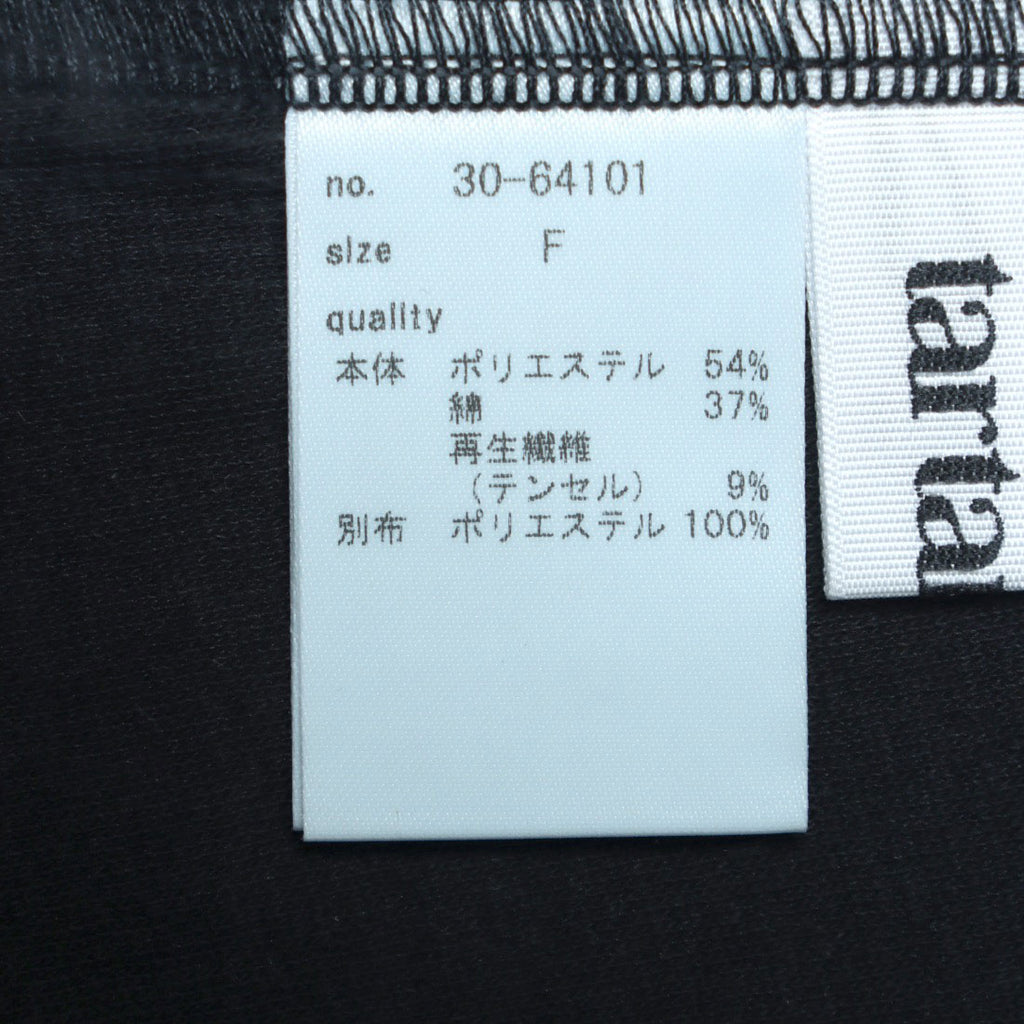 no. 30-64101
size F
quality
本体 ポリエステル 54%
綿 37%
再生繊維
（テンセル） 9%
別布 ポリエステル 100%
tarta